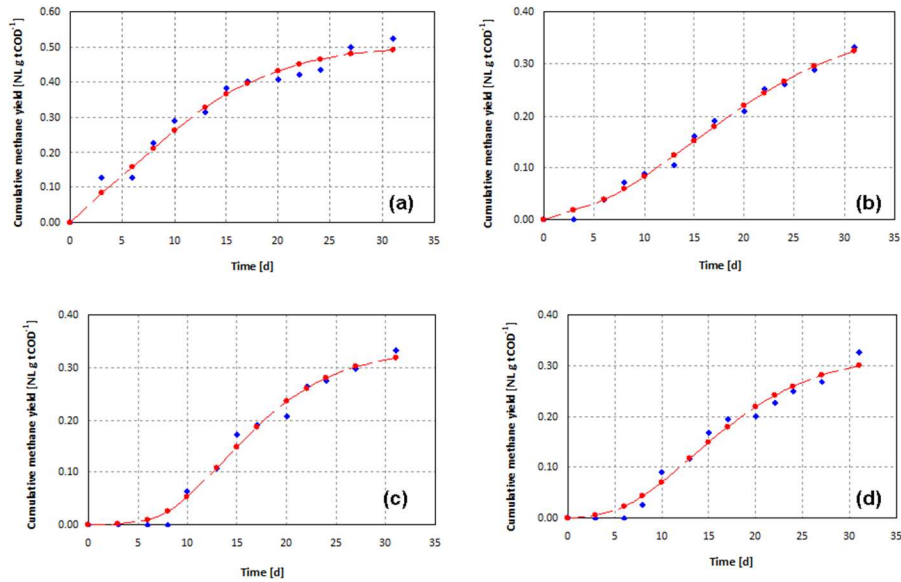 Cumulative methane yield [NL g tCOD⁻¹]
0.60
0.50
0.40
0.30
0.20
0.10
0.00
0 5 10 15 20 25 30 35
Time [d]
(a)
Cumulative methane yield [NL g tCOD⁻¹]
0.40
0.30
0.20
0.10
0.00
0 5 10 15 20 25 30 35
Time [d]
(b)
Cumulative methane yield [NL g tCOD⁻¹]
0.40
0.30
0.20
0.10
0.00
0 5 10 15 20 25 30 35
Time [d]
(c)
Cumulative methane yield [NL g tCOD⁻¹]
0.40
0.30
0.20
0.10
0.00
0 5 10 15 20 25 30 35
Time [d]
(d)